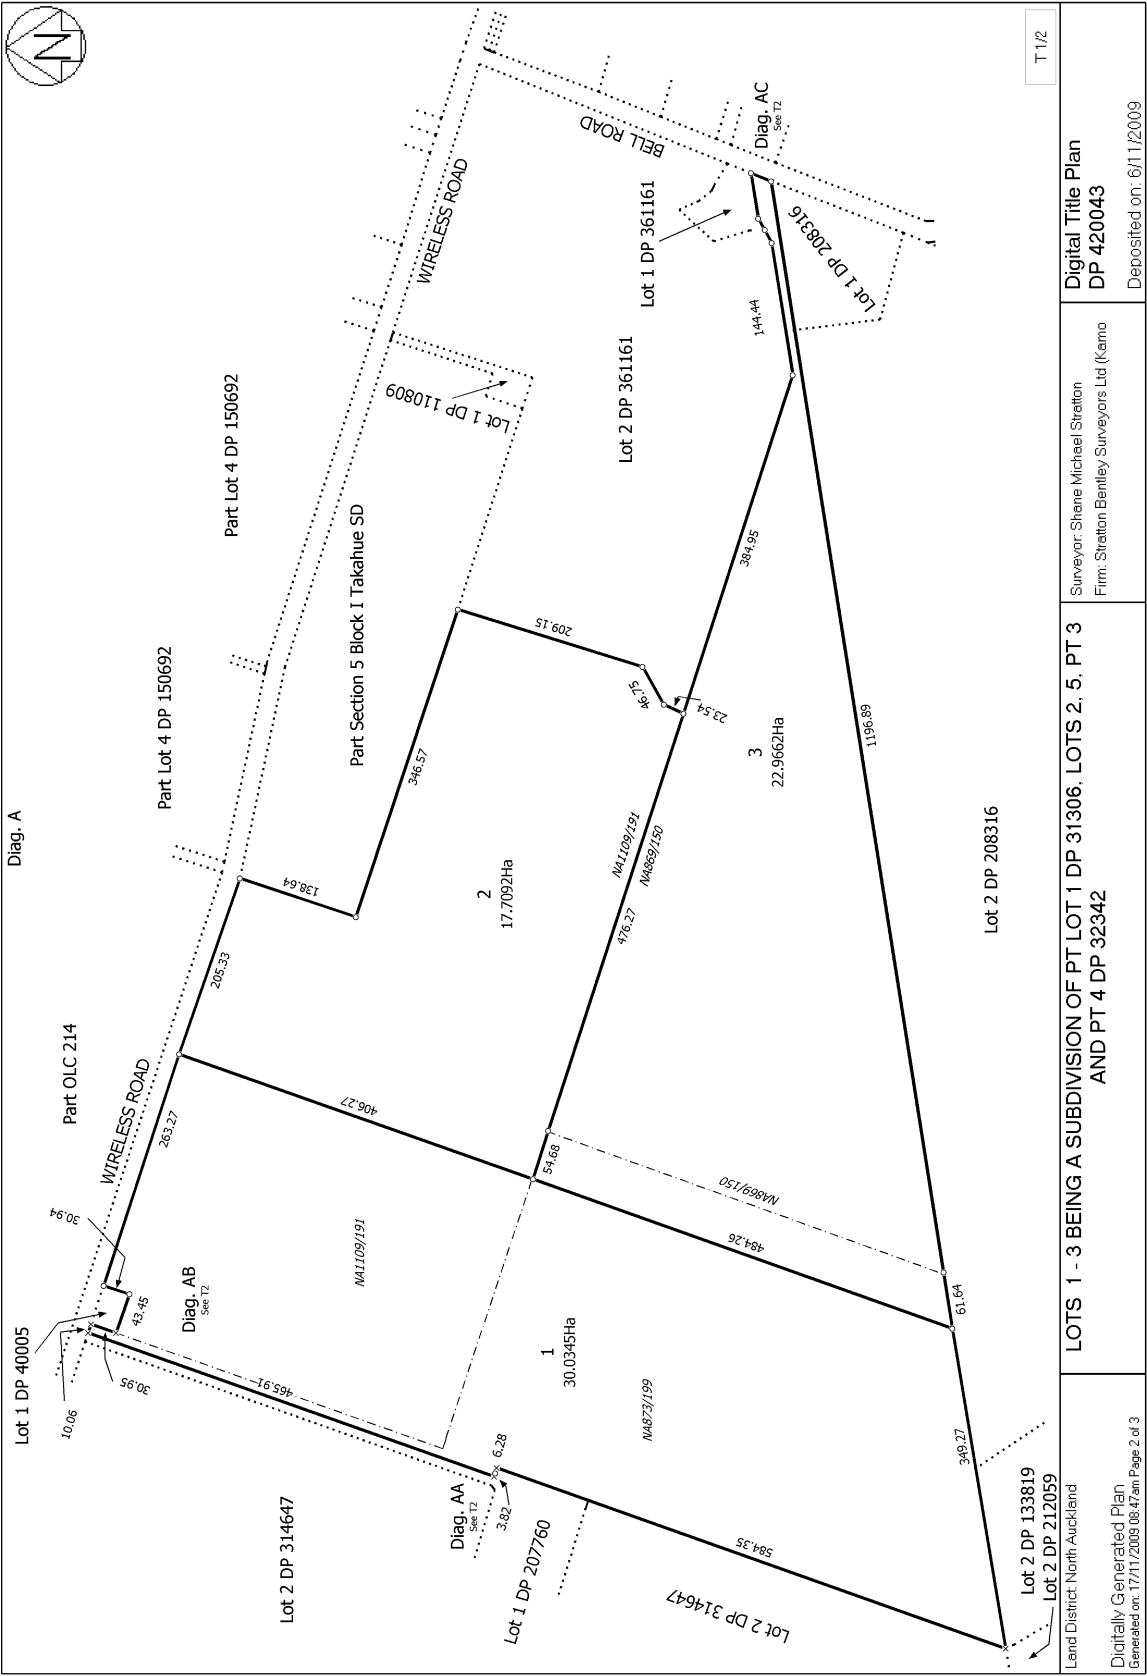 Diag. A
N
T 1/2
Lot 1 DP 40005
10.06
30.94
30.95
43.45
WIRELESS ROAD
263.27
Part OLC 214
205.33
Part Lot 4 DP 150692
Part Lot 4 DP 150692
138.64
346.57
Part Section 5 Block I Takahue SD
WIRELESS ROAD
Lot 1 DP 110809
BELL ROAD
Lot 1 DP 361161
Lot 2 DP 361161
Diag. AC
See T2
Lot 1 DP 208316
144.44
384.95
209.15
46.75
23.54
Diag. AB
See T2
NA1109/191
406.27
465.91
2
17.7092Ha
NA1109/191
NA869/150
476.27
54.68
3
22.9662Ha
1196.89
NA869/150
484.26
61.64
1
30.0345Ha
NA873/199
Lot 2 DP 314647
Diag. AA
See T2
6.28
3.82
Lot 1 DP 207760
584.35
Lot 2 DP 314647
349.27
Lot 2 DP 208316
Lot 2 DP 133819
Lot 2 DP 212059
Land District: North Auckland
Digitally Generated Plan
Generated on: 17/11/2009 08:47am Page 2 of 3
LOTS 1 - 3 BEING A SUBDIVISION OF PT LOT 1 DP 31306, LOTS 2, 5, PT 3
AND PT 4 DP 32342
Surveyor: Shane Michael Stratton
Firm: Stratton Bentley Surveyors Ltd (Kamo
Digital Title Plan
DP 420043
Deposited on: 6/11/2009